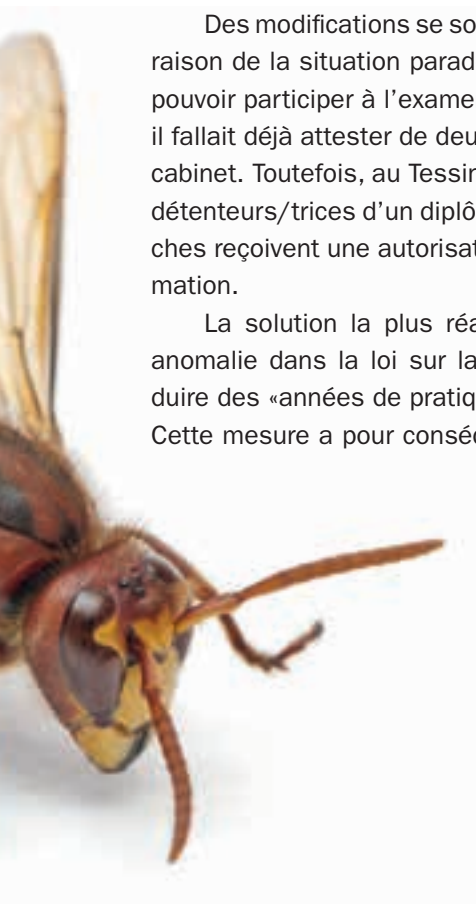 Des modifications se so
raison de la situation parad
pouvoir participer à l'exame
il fallait déjà attester de deu
cabinet. Toutefois, au Tessin
détenteurs/trices d'un diplô
ches reçoivent une autorisat
mation.
La solution la plus réa
anomalie dans la loi sur la
duire des «années de pratiq
Cette mesure a pour conséq